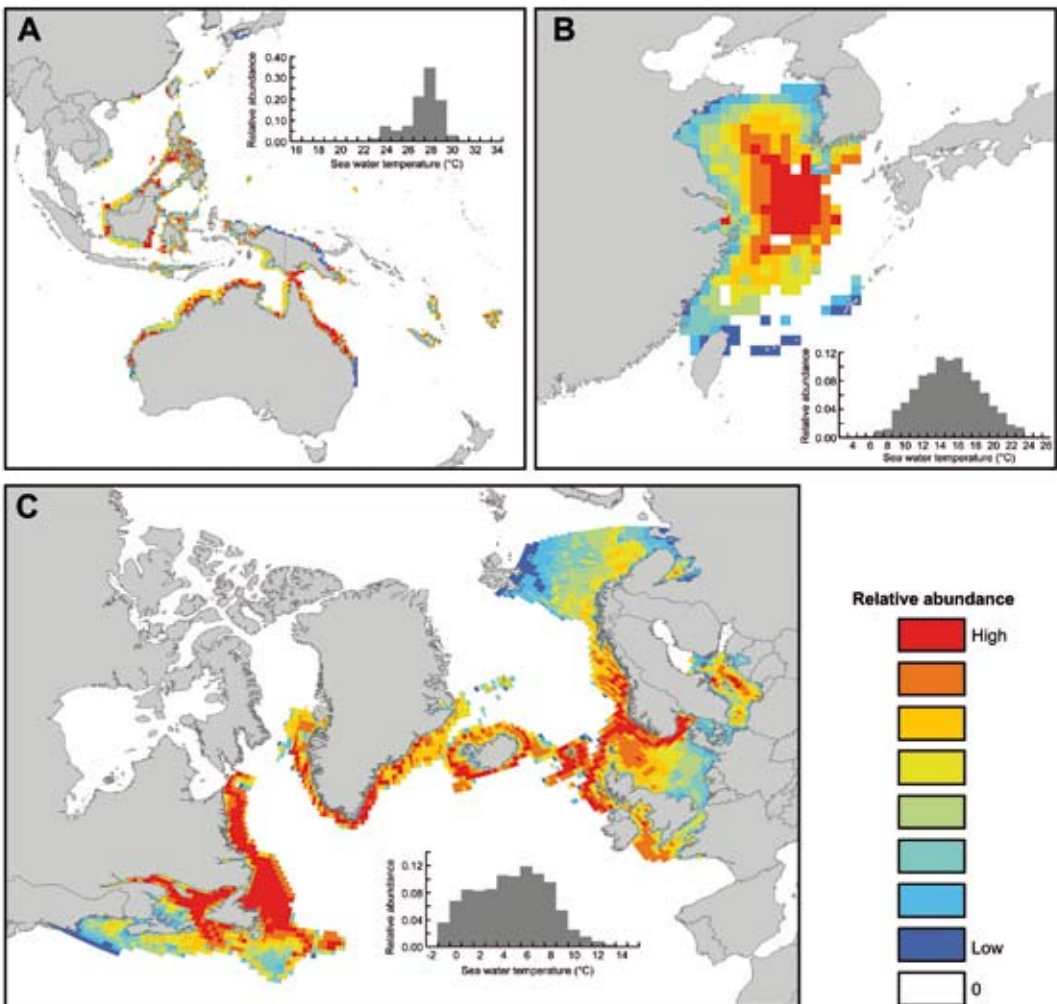 A
Relative abundance
0.40
0.30
0.20
0.10
0.00
16 18 20 22 24 26 28 30 32 34
Sea water temperature (°C)
B
Relative abundance
0.12
0.08
0.04
0.00
4 6 8 10 12 14 16 18 20 22 24 26
Sea water temperature (°C)
C
Relative abundance
0.12
0.08
0.04
0.00
-2 0 2 4 6 8 10 12 14
Sea water temperature (°C)
Relative abundance
High
Low
0